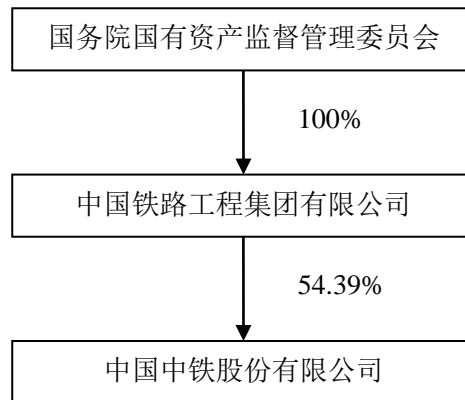 国务院国有资产监督管理委员会
100%
中国铁路工程集团有限公司
54.39%
中国中铁股份有限公司